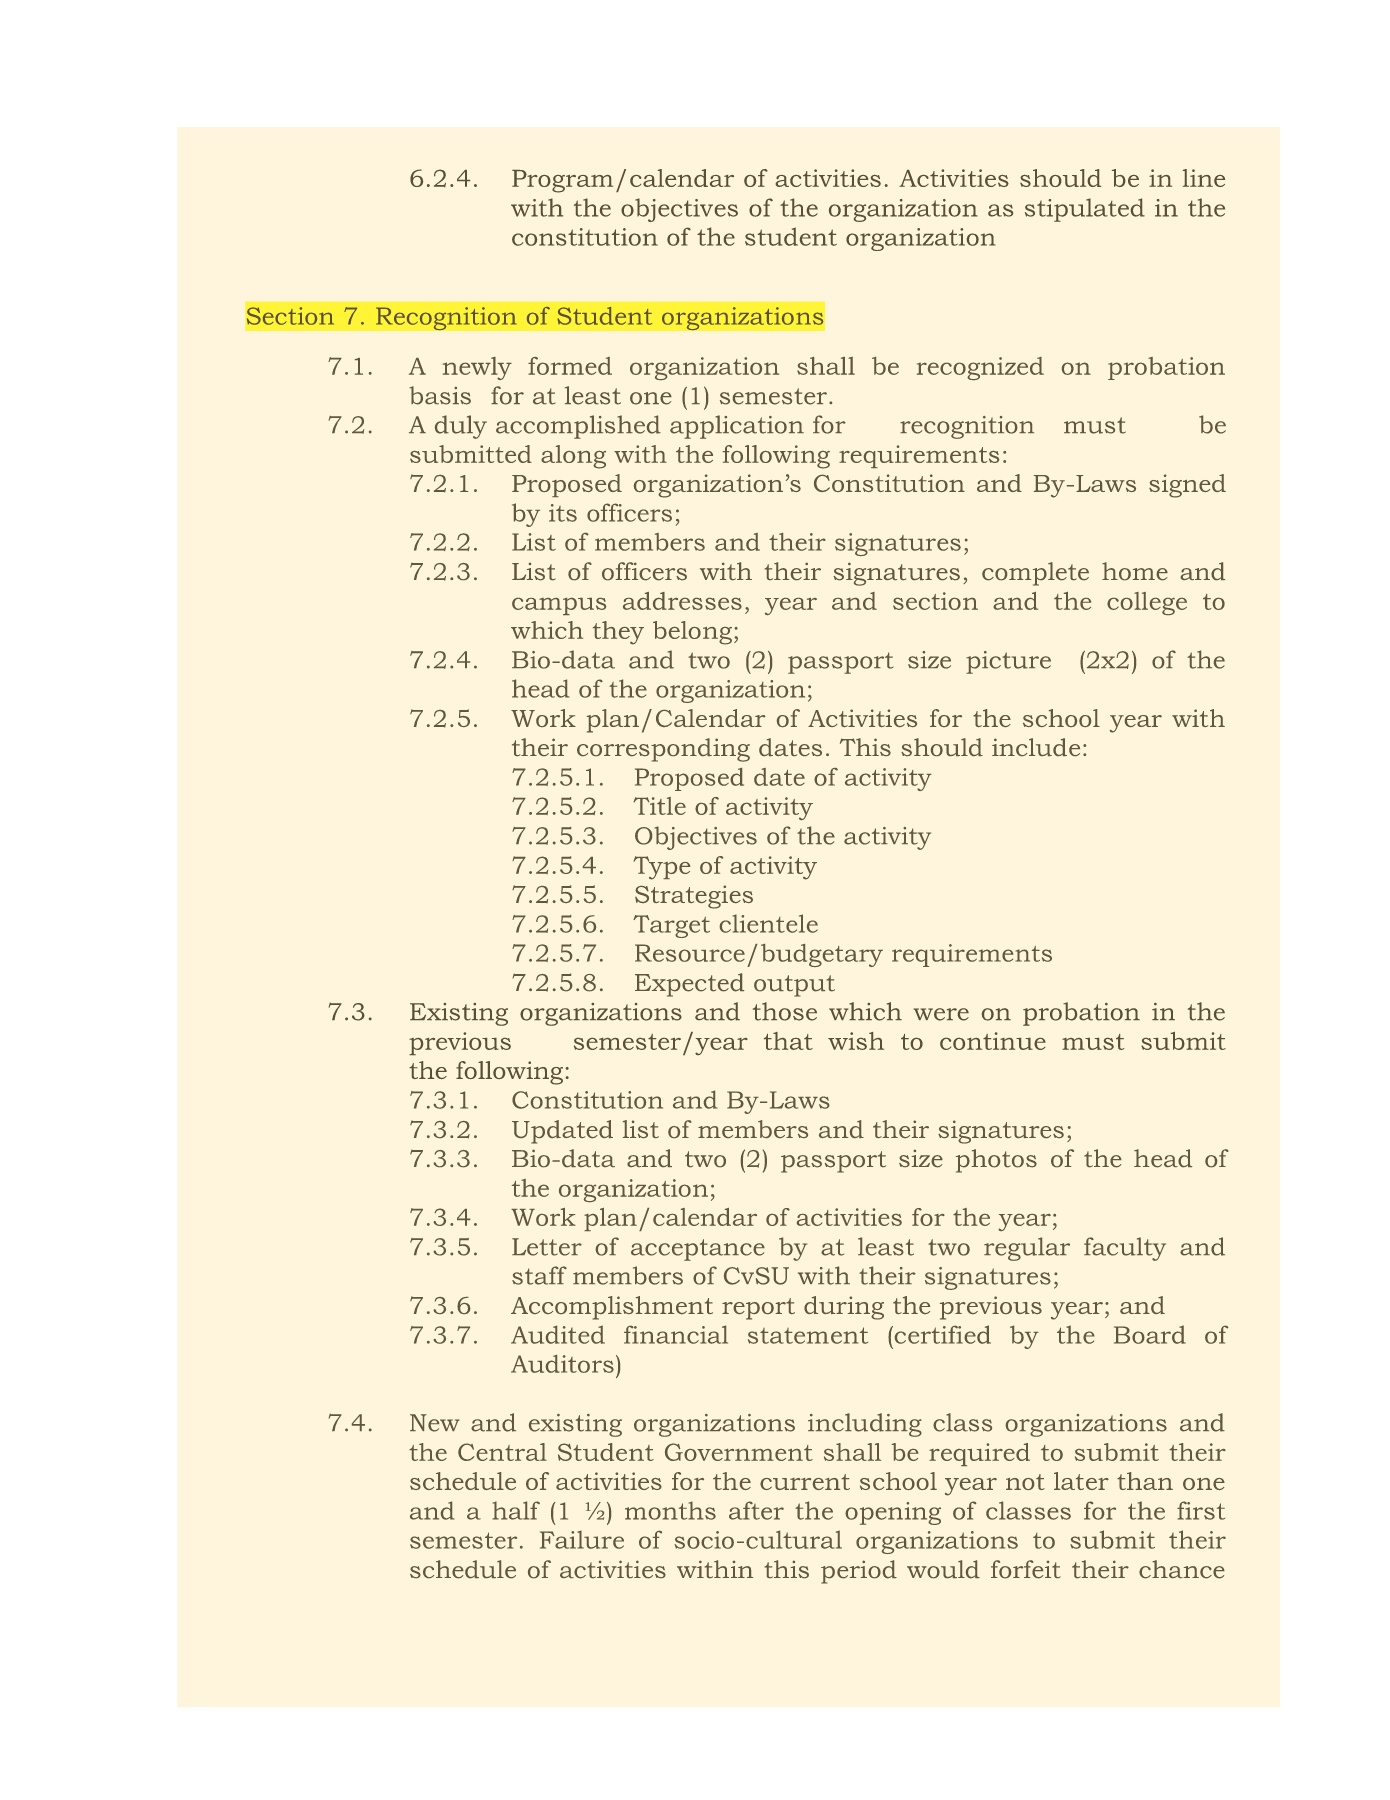 6.2.4. Program/calendar of activities. Activities should be in line
with the objectives of the organization as stipulated in the
constitution of the student organization
Section 7. Recognition of Student organizations
7.1. A newly formed organization shall be recognized on probation
basis for at least one (1) semester.
7.2. A duly accomplished application for recognition must be
submitted along with the following requirements:
7.2.1. Proposed organization’s Constitution and By-Laws signed
by its officers;
7.2.2. List of members and their signatures;
7.2.3. List of officers with their signatures, complete home and
campus addresses, year and section and the college to
which they belong;
7.2.4. Bio-data and two (2) passport size picture (2x2) of the
head of the organization;
7.2.5. Work plan/Calendar of Activities for the school year with
their corresponding dates. This should include:
7.2.5.1. Proposed date of activity
7.2.5.2. Title of activity
7.2.5.3. Objectives of the activity
7.2.5.4. Type of activity
7.2.5.5. Strategies
7.2.5.6. Target clientele
7.2.5.7. Resource/budgetary requirements
7.2.5.8. Expected output
7.3. Existing organizations and those which were on probation in the
previous semester/year that wish to continue must submit
the following:
7.3.1. Constitution and By-Laws
7.3.2. Updated list of members and their signatures;
7.3.3. Bio-data and two (2) passport size photos of the head of
the organization;
7.3.4. Work plan/calendar of activities for the year;
7.3.5. Letter of acceptance by at least two regular faculty and
staff members of CvSU with their signatures;
7.3.6. Accomplishment report during the previous year; and
7.3.7. Audited financial statement (certified by the Board of
Auditors)
7.4. New and existing organizations including class organizations and
the Central Student Government shall be required to submit their
schedule of activities for the current school year not later than one
and a half (1 ½) months after the opening of classes for the first
semester. Failure of socio-cultural organizations to submit their
schedule of activities within this period would forfeit their chance